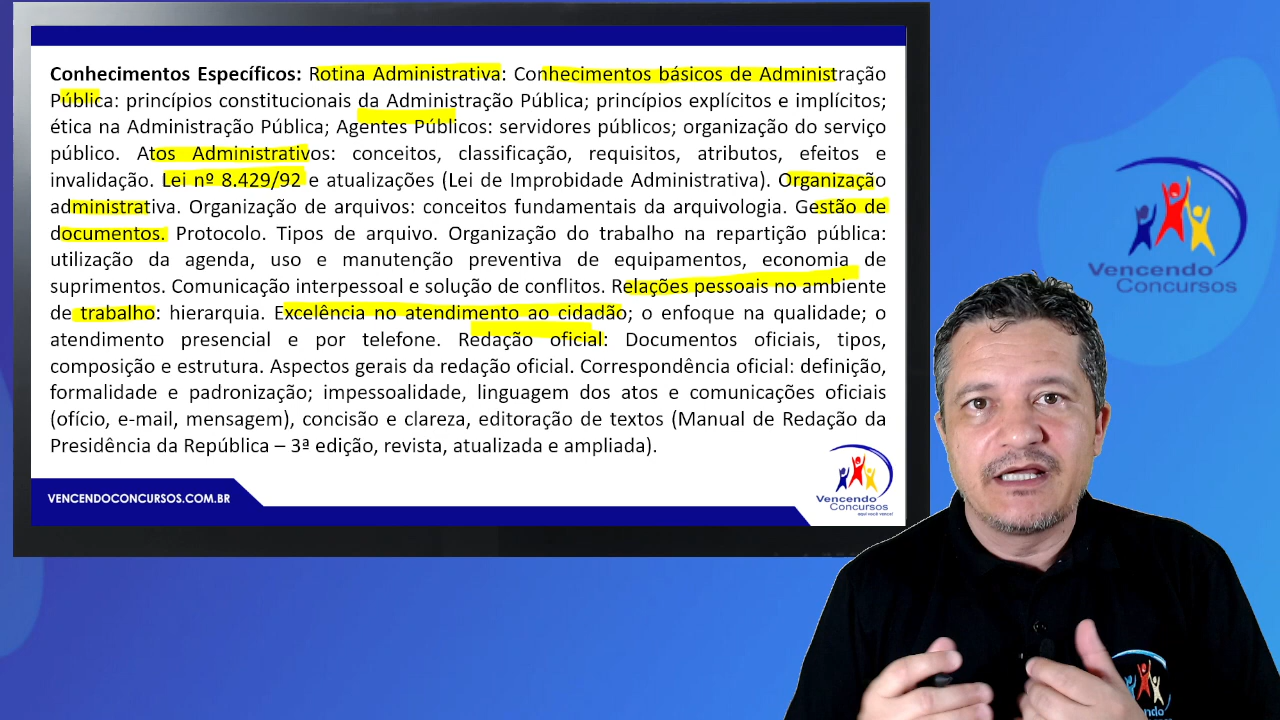 Conhecimentos Específicos: Rotina Administrativa: Conhecimentos básicos de Administração
Pública: princípios constitucionais da Administração Pública; princípios explícitos e implícitos;
ética na Administração Pública; Agentes Públicos: servidores públicos; organização do serviço
público. Atos Administrativos: conceitos, classificação, requisitos, atributos, efeitos e
invalidação. Lei nº 8.429/92 e atualizações (Lei de Improbidade Administrativa). Organização
administrativa. Organização de arquivos: conceitos fundamentais da arquivologia. Gestão de
documentos. Protocolo. Tipos de arquivo. Organização do trabalho na repartição pública:
utilização da agenda, uso e manutenção preventiva de equipamentos, economia de
suprimentos. Comunicação interpessoal e solução de conflitos. Relações pessoais no ambiente
de trabalho: hierarquia. Excelência no atendimento ao cidadão; o enfoque na qualidade; o
atendimento presencial e por telefone. Redação oficial: Documentos oficiais, tipos,
composição e estrutura. Aspectos gerais da redação oficial. Correspondência oficial: definição,
formalidade e padronização; impessoalidade, linguagem dos atos e comunicações oficiais
(ofício, e-mail, mensagem), concisão e clareza, editoração de textos (Manual de Redação da
Presidência da República – 3ª edição, revista, atualizada e ampliada).
VENCENDOCONCURSOS.COM.BR
Vencendo
Concursos
aqui você vence!
Vencendo
Concursos